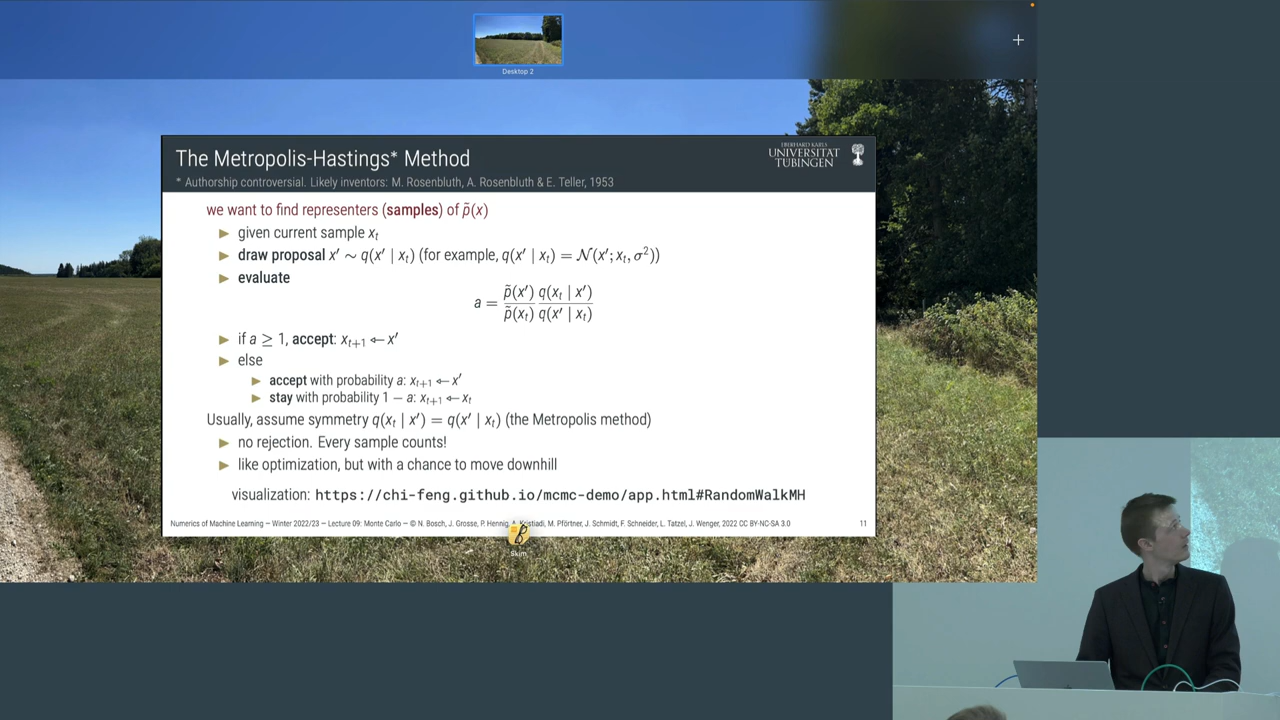 Desktop 2
The Metropolis-Hastings* Method
* Authorship controversial. Likely inventors: M. Rosenbluth, A. Rosenbluth & E. Teller, 1953
EBERHARD KARLS
UNIVERSITÄT
TÜBINGEN
we want to find representers (samples) of p̃(x)
▶ given current sample xₜ
▶ draw proposal x′ ∼ q(x′ | xₜ) (for example, q(x′ | xₜ) = 𝒩(x′; xₜ, σ²))
▶ evaluate
a = p̃(x′) q(xₜ | x′) / p̃(xₜ) q(x′ | xₜ)
▶ if a ≥ 1, accept: xₜ₊₁ ← x′
▶ else
▶ accept with probability a: xₜ₊₁ ← x′
▶ stay with probability 1 − a: xₜ₊₁ ← xₜ
Usually, assume symmetry q(xₜ | x′) = q(x′ | xₜ) (the Metropolis method)
▶ no rejection. Every sample counts!
▶ like optimization, but with a chance to move downhill
visualization: https://chi-feng.github.io/mcmc-demo/app.html#RandomWalkMH
Numerics of Machine Learning — Winter 2022/23 — Lecture 09: Monte Carlo — © N. Bosch, J. Grosse, P. Hennig, A. Kristiadi, M. Pförtner, J. Schmidt, F. Schneider, L. Tatzel, J. Wenger, 2022 CC BY-NC-SA 3.0
11
Skim